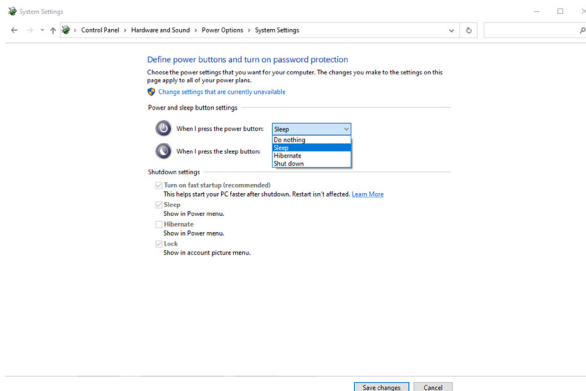 System Settings
Control Panel > Hardware and Sound > Power Options > System Settings
Define power buttons and turn on password protection
Choose the power settings that you want for your computer. The changes you make to the settings on this
page apply to all of your power plans.
Change settings that are currently unavailable
Power and sleep button settings
When I press the power button: Sleep
Do nothing
Sleep
Hibernate
Shut down
When I press the sleep button:
Shutdown settings
Turn on fast startup (recommended)
This helps start your PC faster after shutdown. Restart isn't affected. Learn More
Sleep
Show in Power menu.
Hibernate
Show in Power menu.
Lock
Show in account picture menu.
Save changes Cancel